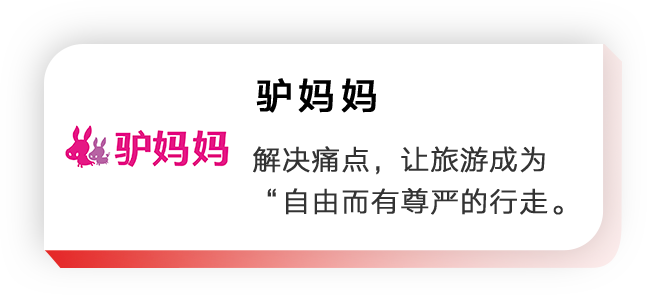 驴妈妈
驴妈妈
解决痛点，让旅游成为
“自由而有尊严的行走。